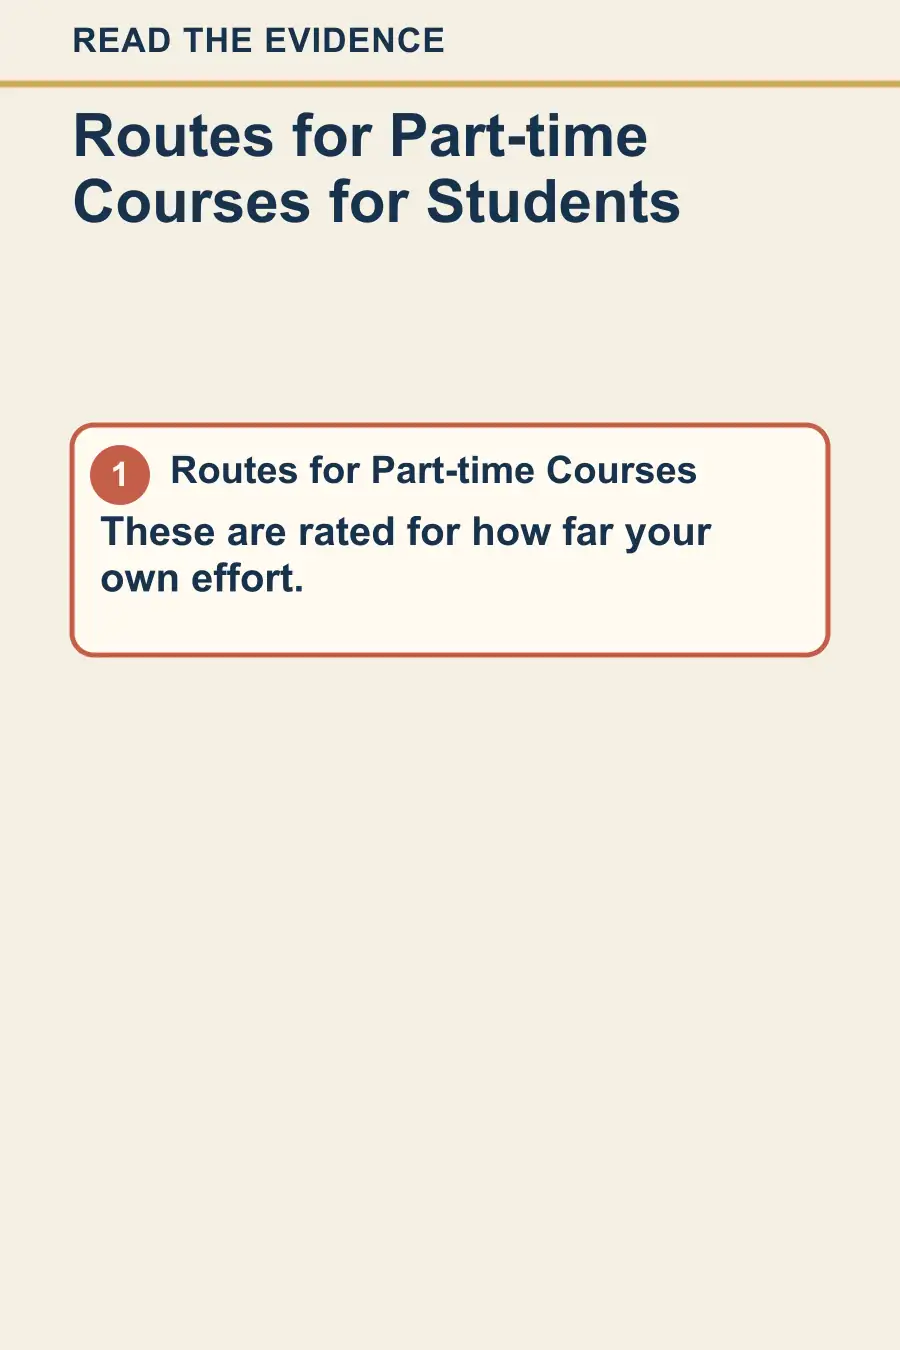 READ THE EVIDENCE
Routes for Part-time
Courses for Students
1 Routes for Part-time Courses
These are rated for how far your
own effort.